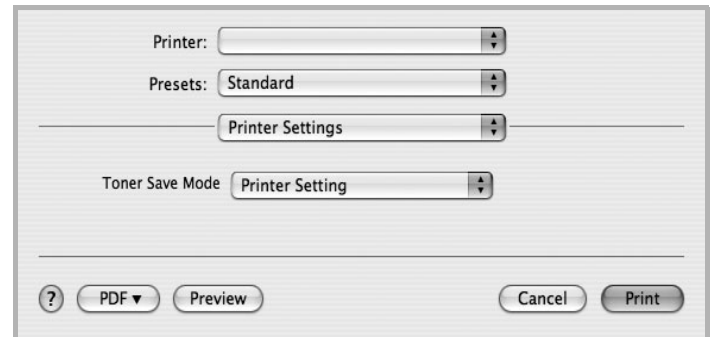 Printer:
Presets: Standard
Printer Settings
Toner Save Mode Printer Setting
? PDF▼ Preview Cancel Print